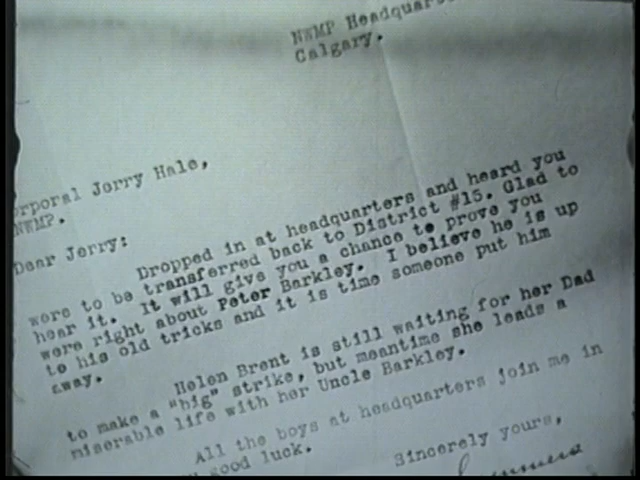 NWMP Headquar
Calgary.
orporal Jerry Hale,
NWMP.
Dear Jerry:
Dropped in at headquarters and heard you
were to be transferred back to District #15. Glad to
hear it. It will give you a chance to prove you
were right about Peter Barkley. I believe he is up
to his old tricks and it is time someone put him
away.
Helen Brent is still waiting for her Dad
to make a "big" strike, but meantime she leads a
miserable life with her Uncle Barkley.
All the boys at headquarters join me in
good luck.
Sincerely yours,